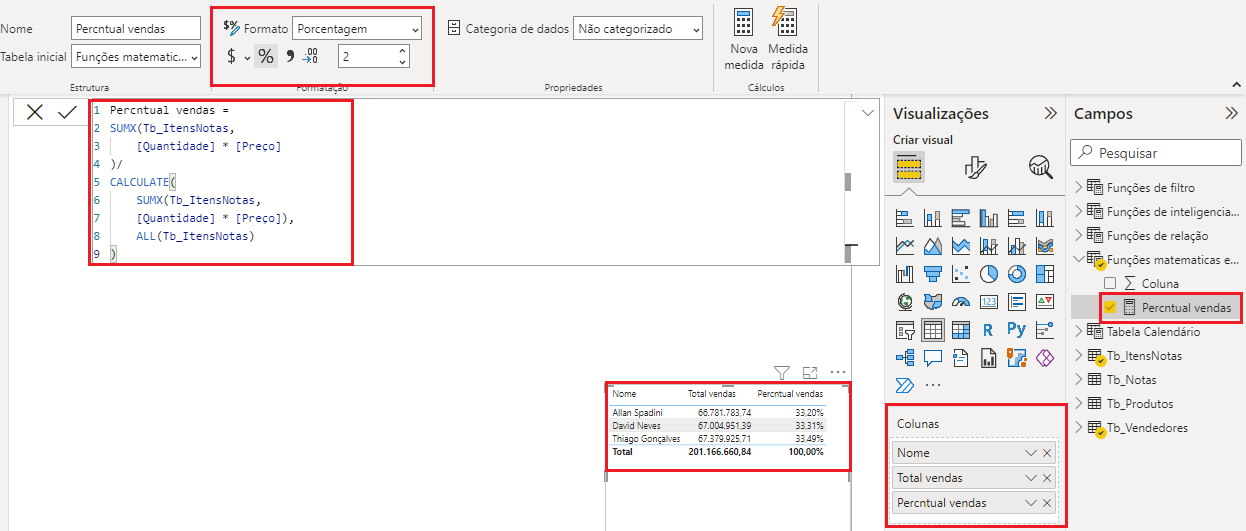 Nome
Percntual vendas
Formato
Porcentagem
Categoria de dados
Não categorizado
Tabela inicial
Funções matematic...
$
%
,
.00
→0
2
Nova
medida
Medida
rápida
Estrutura
Formatação
Propriedades
Cálculos
1 Percntual vendas =
2 SUMX(Tb_ItensNotas,
3 [Quantidade] * [Preço]
4 )/
5 CALCULATE(
6 SUMX(Tb_ItensNotas,
7 [Quantidade] * [Preço]),
8 ALL(Tb_ItensNotas)
9 )
Nome Total vendas Percntual vendas
Allan Spadini 66.781.783,74 33,20%
David Neves 67.004.951,39 33,31%
Thiago Gonçalves 67.379.925,71 33,49%
Total 201.166.660,84 100,00%
Visualizações
Criar visual
123
R
Py
...
Colunas
Nome
Total vendas
Percntual vendas
Campos
Pesquisar
Funções de filtro
Funções de inteligencia...
Funções de relação
Funções matematicas e...
Coluna
Percntual vendas
Tabela Calendário
Tb_ItensNotas
Tb_Notas
Tb_Produtos
Tb_Vendedores